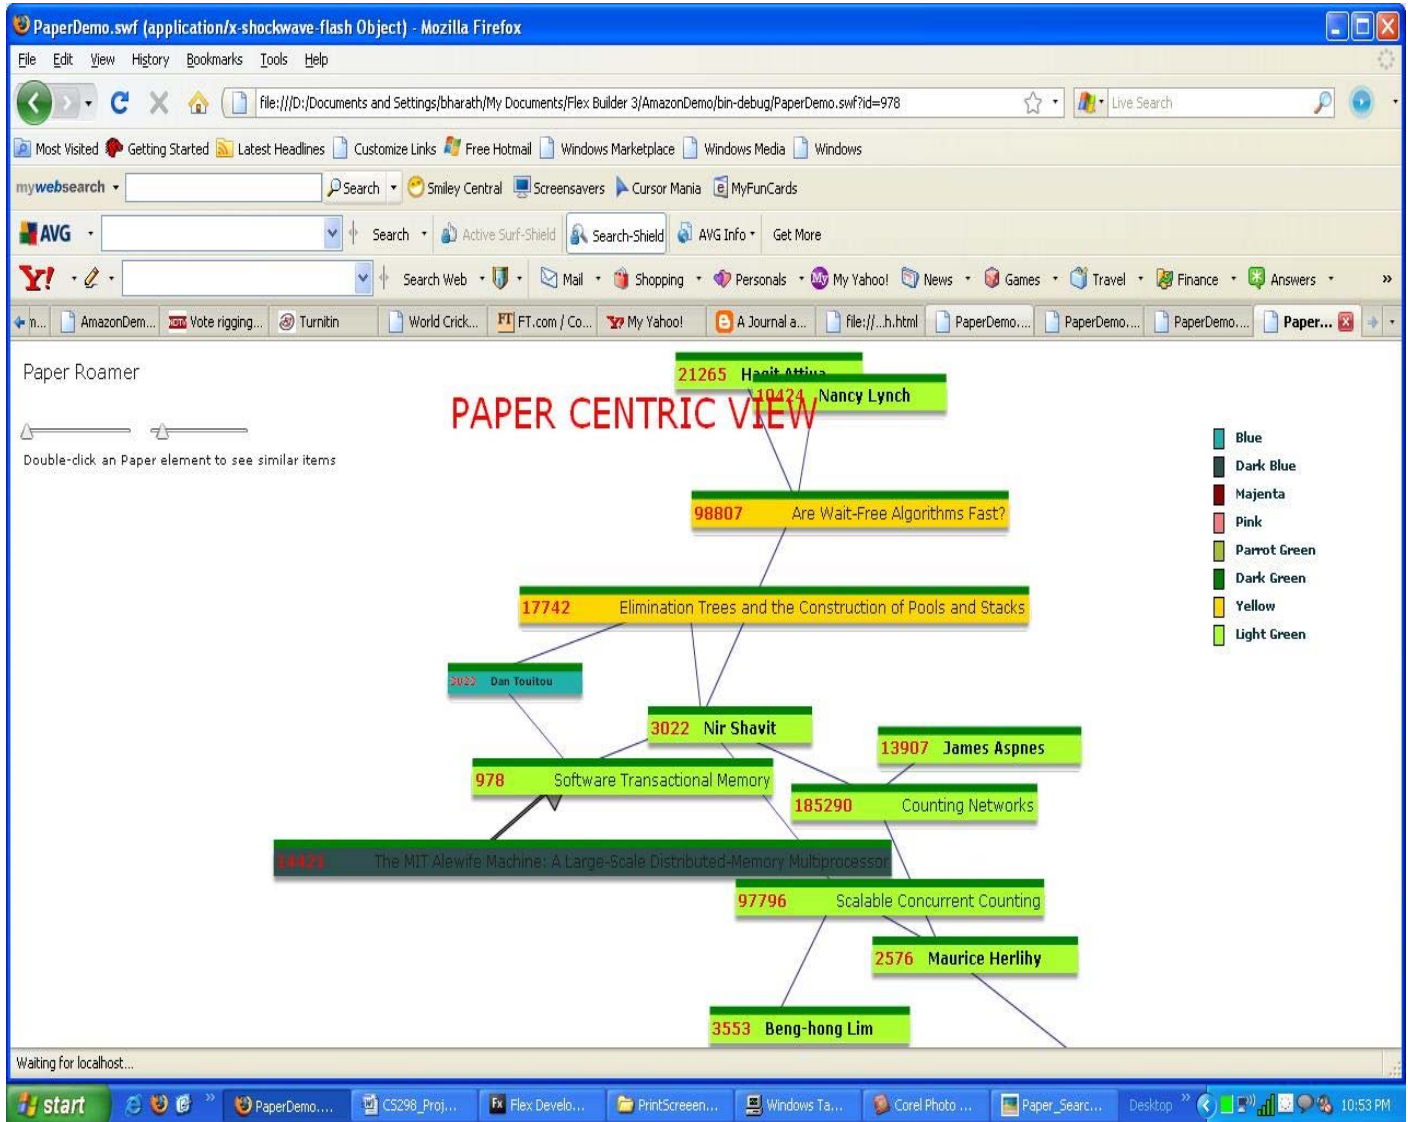 PaperDemo.swf (application/x-shockwave-flash Object) - Mozilla Firefox
File Edit View History Bookmarks Tools Help
file:///D:/Documents and Settings/bharath/My Documents/Flex Builder 3/AmazonDemo/bin-debug/PaperDemo.swf?id=978 Live Search
Most Visited Getting Started Latest Headlines Customize Links Free Hotmail Windows Marketplace Windows Media Windows
mywebsearch Search Smiley Central Screensavers Cursor Mania MyFunCards
AVG Search Active Surf-Shield Search-Shield AVG Info Get More
Y! Search Web Mail Shopping Personals My Yahoo! News Games Travel Finance Answers »
n... AmazonDem... Vote rigging... Turnitin World Crick... FT.com / Co... My Yahoo! A Journal a... file://...h.html PaperDemo.... PaperDemo.... PaperDemo.... Paper...
Paper Roamer
21265 Hagit Attiya
10424 Nancy Lynch
PAPER CENTRIC VIEW
Double-click an Paper element to see similar items
Blue
Dark Blue
Majenta
Pink
Parrot Green
Dark Green
Yellow
Light Green
98807 Are Wait-Free Algorithms Fast?
17742 Elimination Trees and the Construction of Pools and Stacks
3023 Dan Touitou
3022 Nir Shavit
13907 James Aspnes
978 Software Transactional Memory
185290 Counting Networks
14421 The MIT Alewife Machine: A Large-Scale Distributed-Memory Multiprocessor
97796 Scalable Concurrent Counting
2576 Maurice Herlihy
3553 Beng-hong Lim
Waiting for localhost...
start » PaperDemo.... CS298_Proj... Flex Develo... PrintScreeen... Windows Ta... Corel Photo ... Paper_Searc... Desktop » 10:53 PM